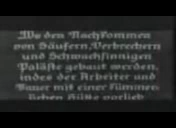 Wo den Nachkommen
von Säufern, Verbrechern
und Schwachsinnigen
Paläste gebaut werden,
indes der Arbeiter und
Bauer mit einer kümmer-
lichen Hütte vorlieb